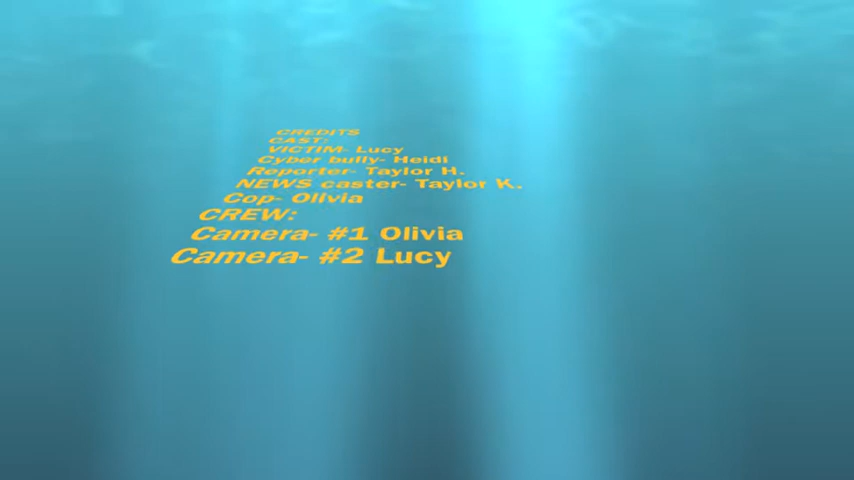 CREDITS
CAST:
VICTIM- Lucy
Cyber bully- Heidi
Reporter- Taylor H.
NEWS caster- Taylor K.
Cop- Olivia
CREW:
Camera- #1 Olivia
Camera- #2 Lucy